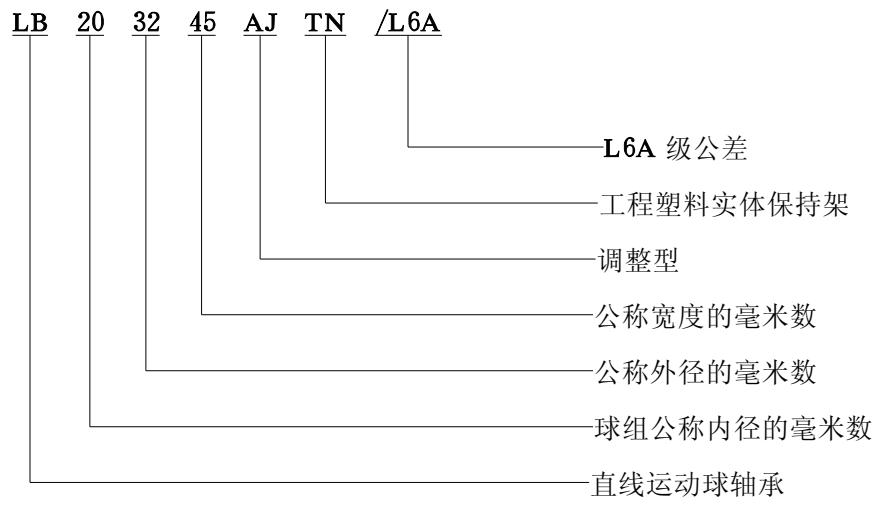 LB 20 32 45 AJ TN /L6A
L6A 级公差
工程塑料实体保持架
调整型
公称宽度的毫米数
公称外径的毫米数
球组公称内径的毫米数
直线运动球轴承